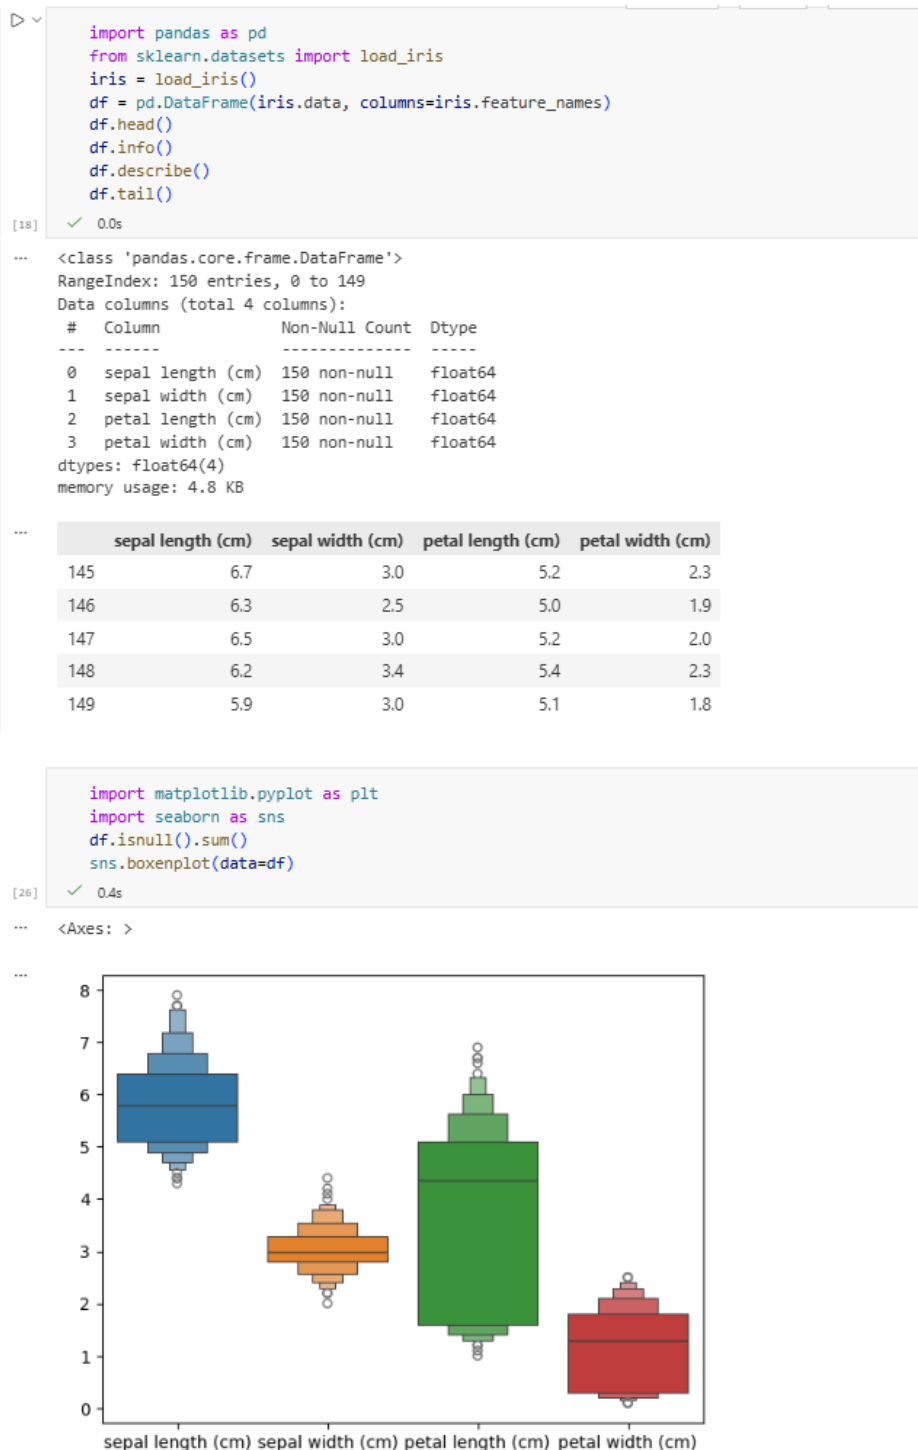 import pandas as pd
from sklearn.datasets import load_iris
iris = load_iris()
df = pd.DataFrame(iris.data, columns=iris.feature_names)
df.head()
df.info()
df.describe()
df.tail()
[18] ✓ 0.0s
... <class 'pandas.core.frame.DataFrame'>
RangeIndex: 150 entries, 0 to 149
Data columns (total 4 columns):
# Column Non-Null Count Dtype
--- ------ -------------- -----
0 sepal length (cm) 150 non-null float64
1 sepal width (cm) 150 non-null float64
2 petal length (cm) 150 non-null float64
3 petal width (cm) 150 non-null float64
dtypes: float64(4)
memory usage: 4.8 KB
...
sepal length (cm) sepal width (cm) petal length (cm) petal width (cm)
145 6.7 3.0 5.2 2.3
146 6.3 2.5 5.0 1.9
147 6.5 3.0 5.2 2.0
148 6.2 3.4 5.4 2.3
149 5.9 3.0 5.1 1.8
import matplotlib.pyplot as plt
import seaborn as sns
df.isnull().sum()
sns.boxenplot(data=df)
[26] ✓ 0.4s
... <Axes: >
...
8
7
6
5
4
3
2
1
0
sepal length (cm) sepal width (cm) petal length (cm) petal width (cm)